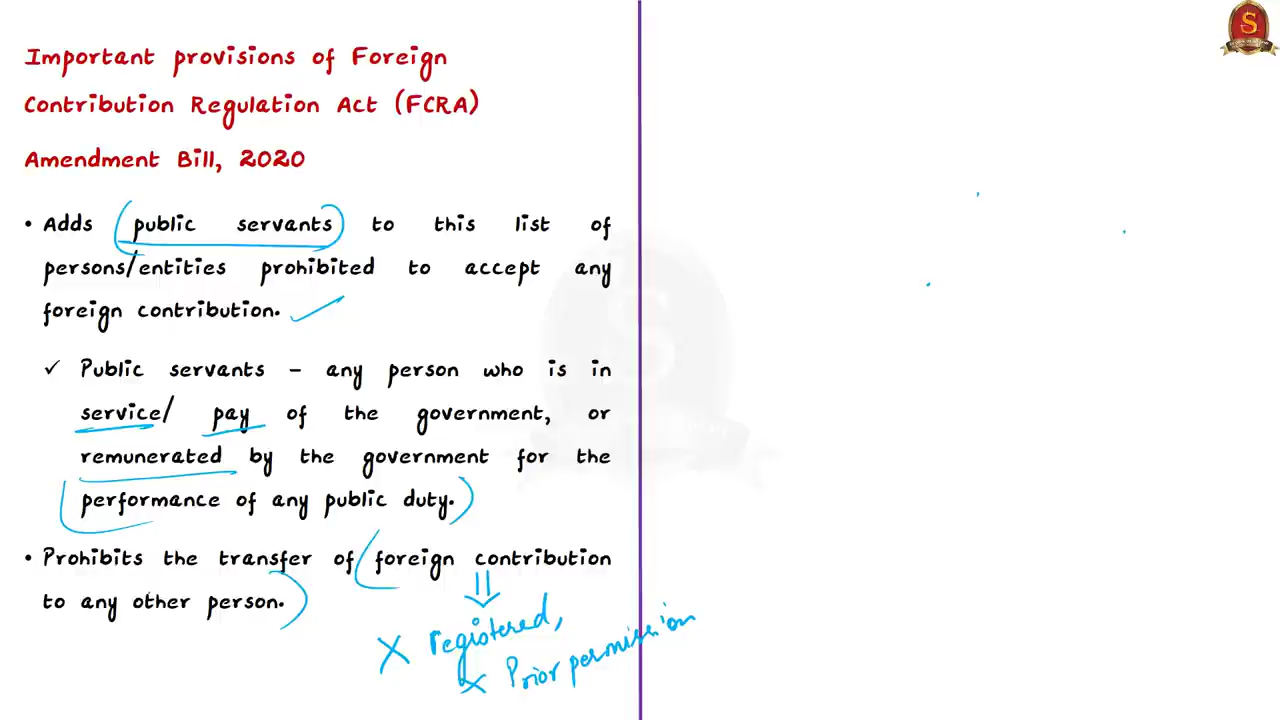 Important provisions of Foreign
Contribution Regulation Act (FCRA)
Amendment Bill, 2020
• Adds public servants to this list of
persons/entities prohibited to accept any
foreign contribution.
✓ Public servants – any person who is in
service/ pay of the government, or
remunerated by the government for the
performance of any public duty.
• Prohibits the transfer of foreign contribution
to any other person.
X registered,
X Prior permission
S